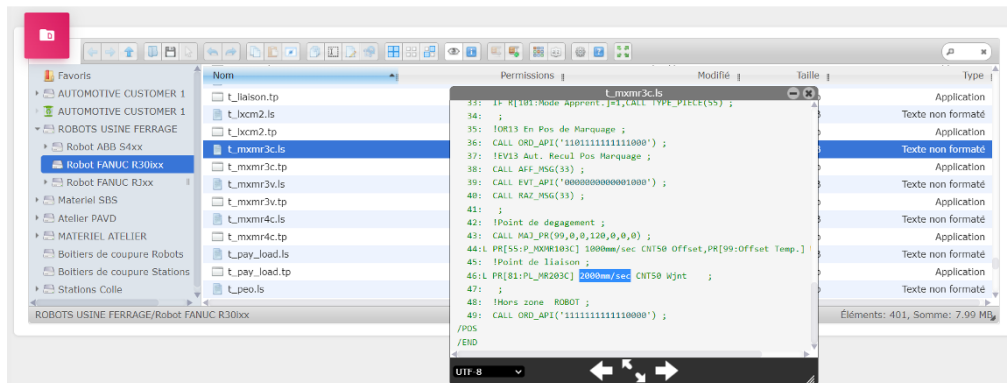 Favoris
AUTOMOTIVE CUSTOMER 1
AUTOMOTIVE CUSTOMER 1
ROBOTS USINE FERRAGE
Robot ABB S4xx
Robot FANUC R30ixx
Robot FANUC RJxx
Materiel SBS
Atelier PAVD
MATERIEL ATELIER
Boitiers de coupure Robots
Boitiers de coupure Stations
Stations Colle
Nom Permissions Modifié Taille Type
t_liaison.tp Application
t_lxcm2.ls Texte non formaté
t_lxcm2.tp Application
t_mxmr3c.ls Texte non formaté
t_mxmr3c.tp Application
t_mxmr3v.ls Texte non formaté
t_mxmr3v.tp Application
t_mxmr4c.ls Texte non formaté
t_mxmr4c.tp Application
t_pay_load.ls Texte non formaté
t_pay_load.tp Application
t_peo.ls Texte non formaté
t_mxmr3c.ls
33: IF R[101:Mode Apprent.]=1,CALL TYPE_PIECE(55) ;
34: ;
35: !OR13 En Pos de Marquage ;
36: CALL ORD_API('1101111111111000') ;
37: !EV13 Aut. Recul Pos Marquage ;
38: CALL AFF_MSG(33) ;
39: CALL EVT_API('0000000000001000') ;
40: CALL RAZ_MSG(33) ;
41: ;
42: !Point de degagement ;
43: CALL MAJ_PR(99,0,0,120,0,0,0) ;
44:L PR[55:P_MXMR103C] 1000mm/sec CNT50 Offset,PR[99:Offset Temp.]
45: !Point de liaison ;
46:L PR[81:PL_MR203C] 2000mm/sec CNT50 Wjnt ;
47: ;
48: !Hors zone ROBOT ;
49: CALL ORD_API('1111111111110000') ;
/POS
/END
UTF-8
ROBOTS USINE FERRAGE/Robot FANUC R30ixx
Éléments: 401, Somme: 7.99 MB